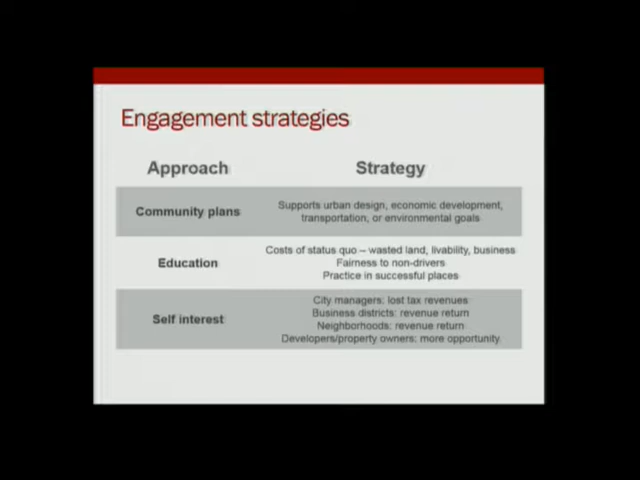 Engagement strategies
Approach Strategy
Community plans
Supports urban design, economic development,
transportation, or environmental goals
Education
Costs of status quo – wasted land, livability, business
Fairness to non-drivers
Practice in successful places
Self interest
City managers: lost tax revenues
Business districts: revenue return
Neighborhoods: revenue return
Developers/property owners: more opportunity